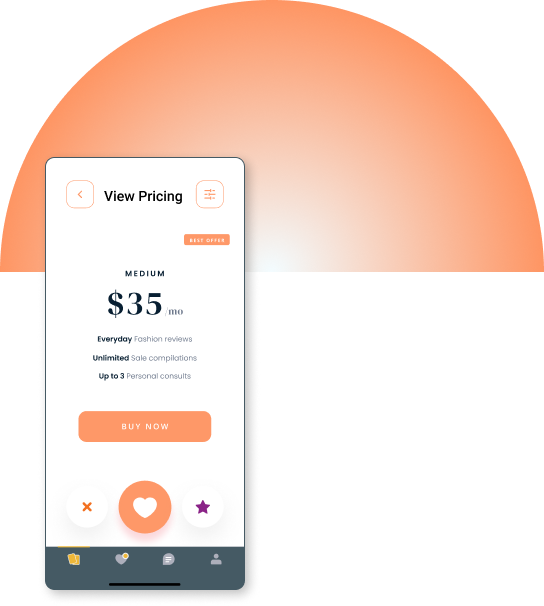 View Pricing
BEST OFFER
MEDIUM
$35/mo
Everyday Fashion reviews
Unlimited Sale compilations
Up to 3 Personal consults
BUY NOW